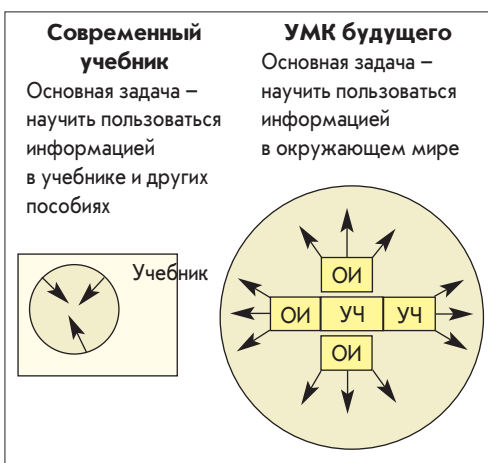 Современный
учебник
Основная задача –
научить пользоваться
информацией
в учебнике и других
пособиях
Учебник
УМК будущего
Основная задача –
научить пользоваться
информацией
в окружающем мире
ОИ
ОИ УЧ УЧ
ОИ